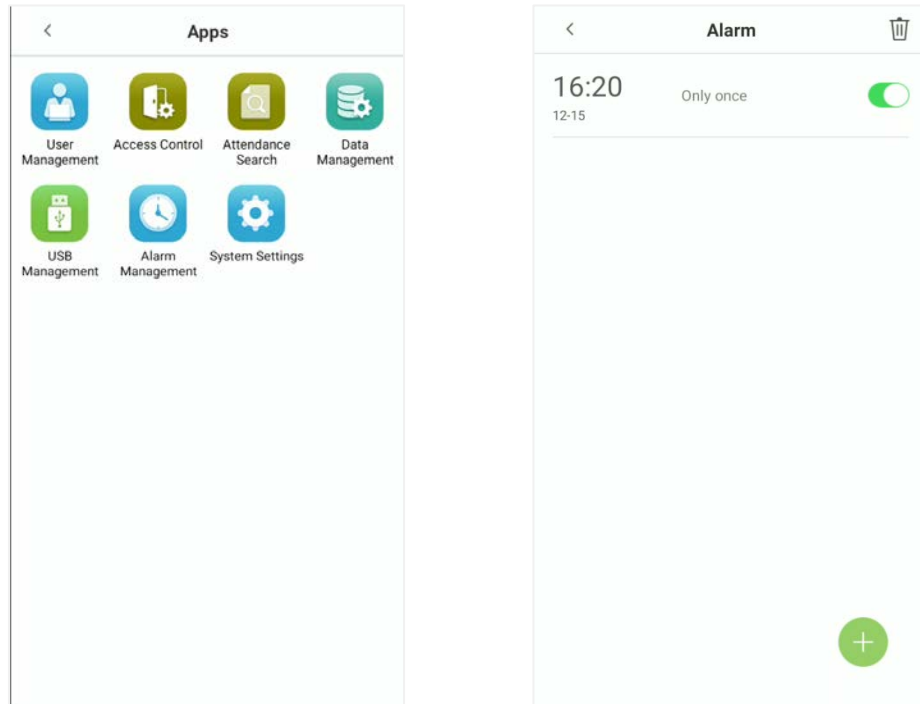 Apps
User
Management
Access Control
Attendance
Search
Data
Management
USB
Management
Alarm
Management
System Settings
Alarm
16:20
12-15
Only once